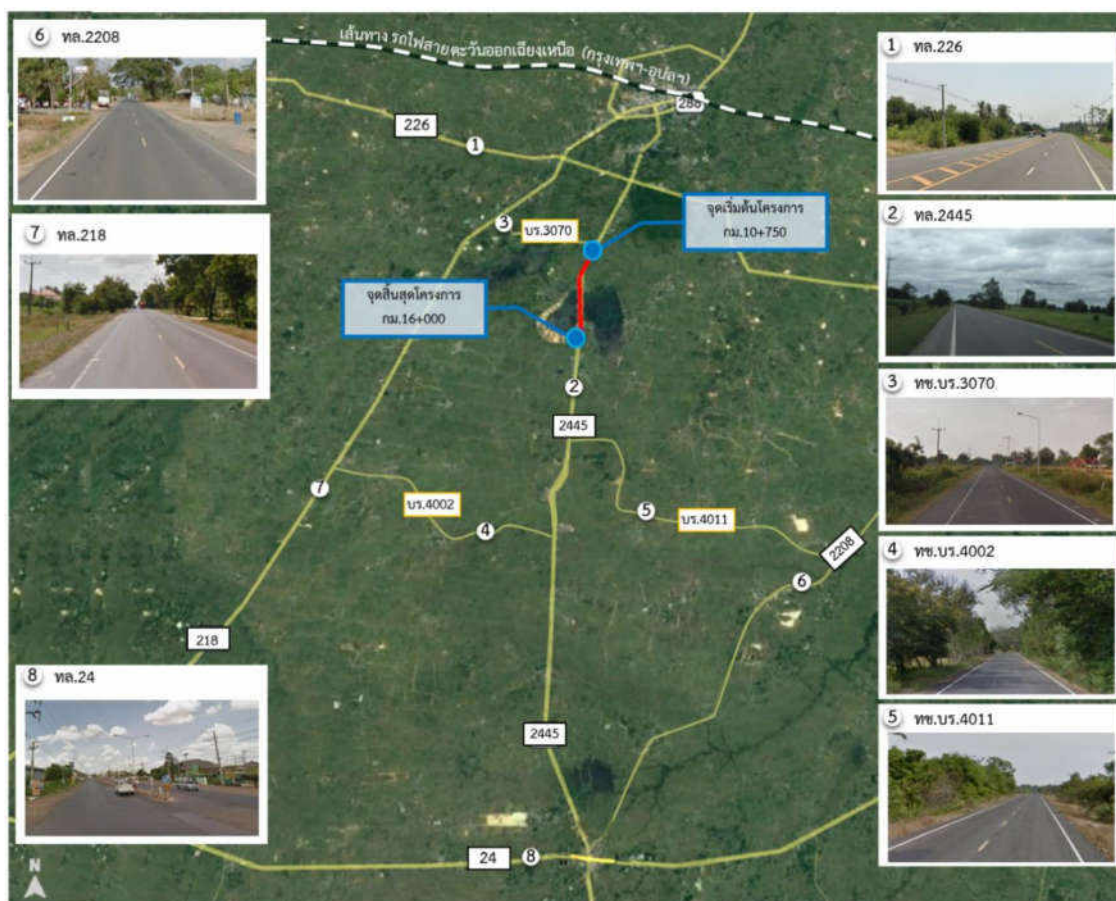 6 ทล.2208
7 ทล.218
8 ทล.24
เส้นทาง รถไฟสายตะวันออกเฉียงเหนือ (กรุงเทพฯ-อุบลฯ)
288
226
1
3
บร.3070
จุดเริ่มต้นโครงการ
กม.10+750
จุดสิ้นสุดโครงการ
กม.16+000
2
2445
7
บร.4002
4
5
บร.4011
2208
6
218
2445
24
8
N
1 ทล.226
2 ทล.2445
3 ทช.บร.3070
4 ทช.บร.4002
5 ทช.บร.4011